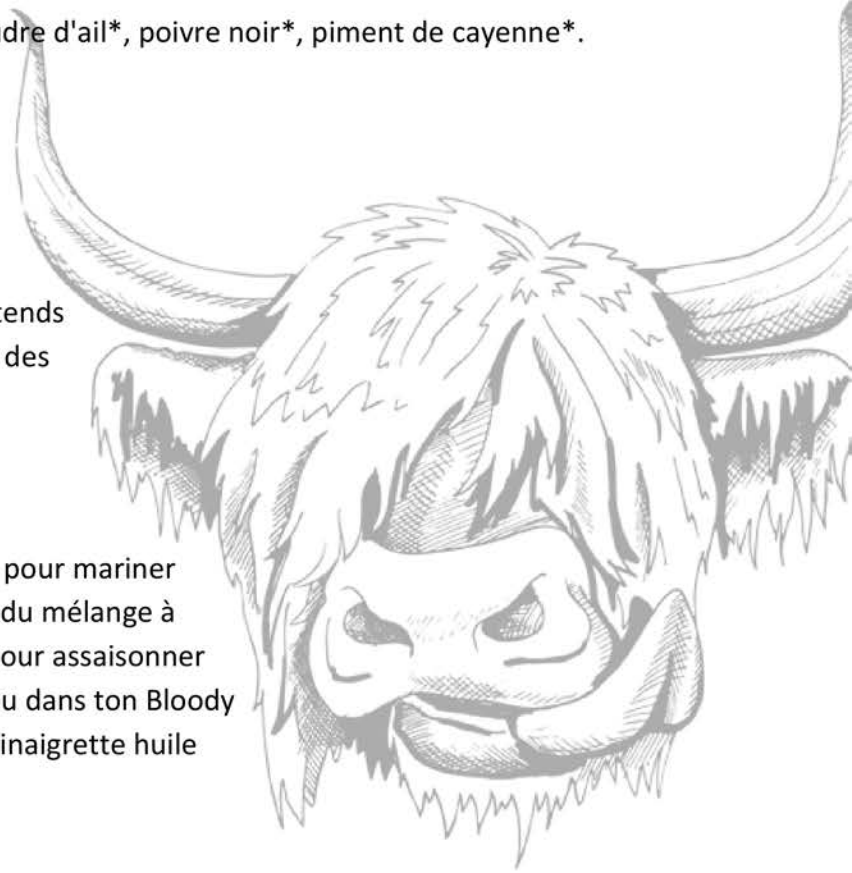 dre d'ail*, poivre noir*, piment de cayenne*.
tends
des
pour mariner
du mélange à
our assaisonner
u dans ton Bloody
inaigrette huile